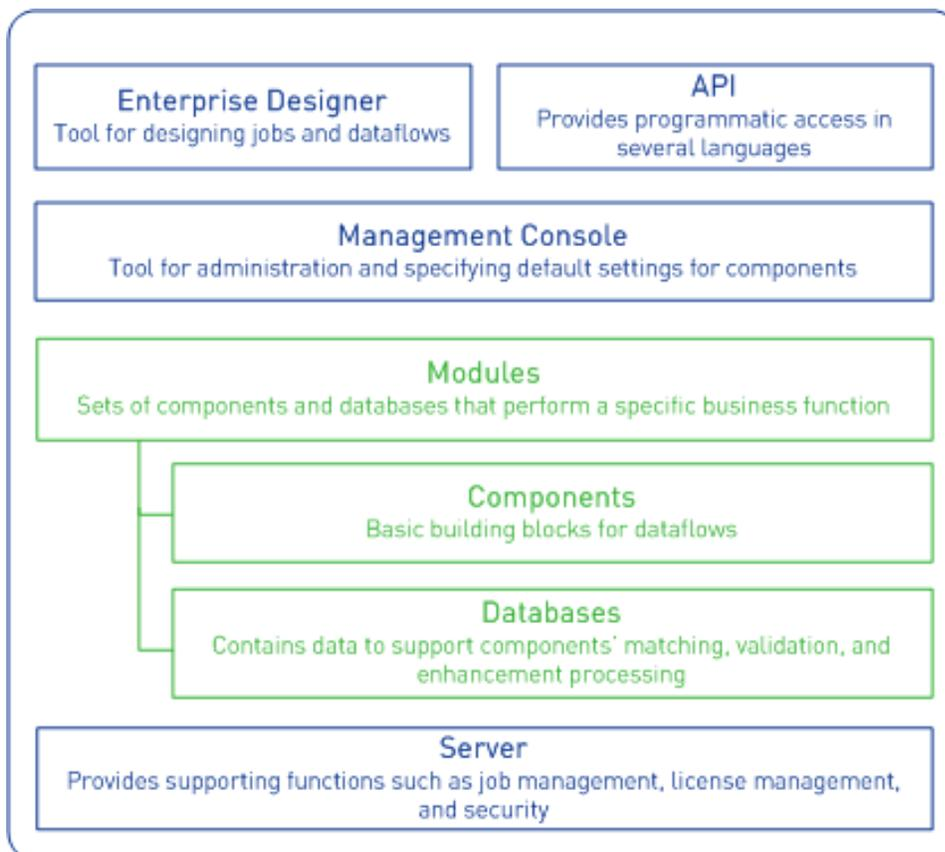 Enterprise Designer
Tool for designing jobs and dataflows
API
Provides programmatic access in
several languages
Management Console
Tool for administration and specifying default settings for components
Modules
Sets of components and databases that perform a specific business function
Components
Basic building blocks for dataflows
Databases
Contains data to support components' matching, validation, and
enhancement processing
Server
Provides supporting functions such as job management, license management,
and security